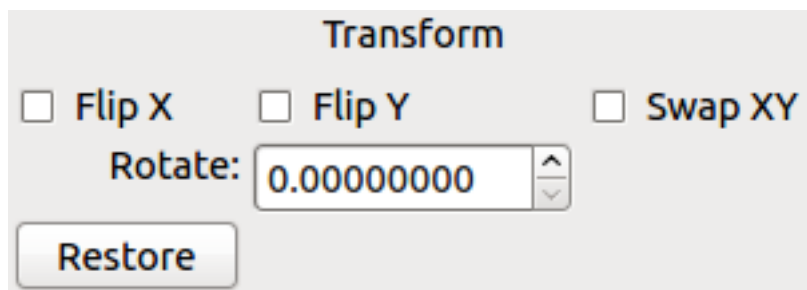 Transform
Flip X Flip Y Swap XY
Rotate: 0.00000000
Restore